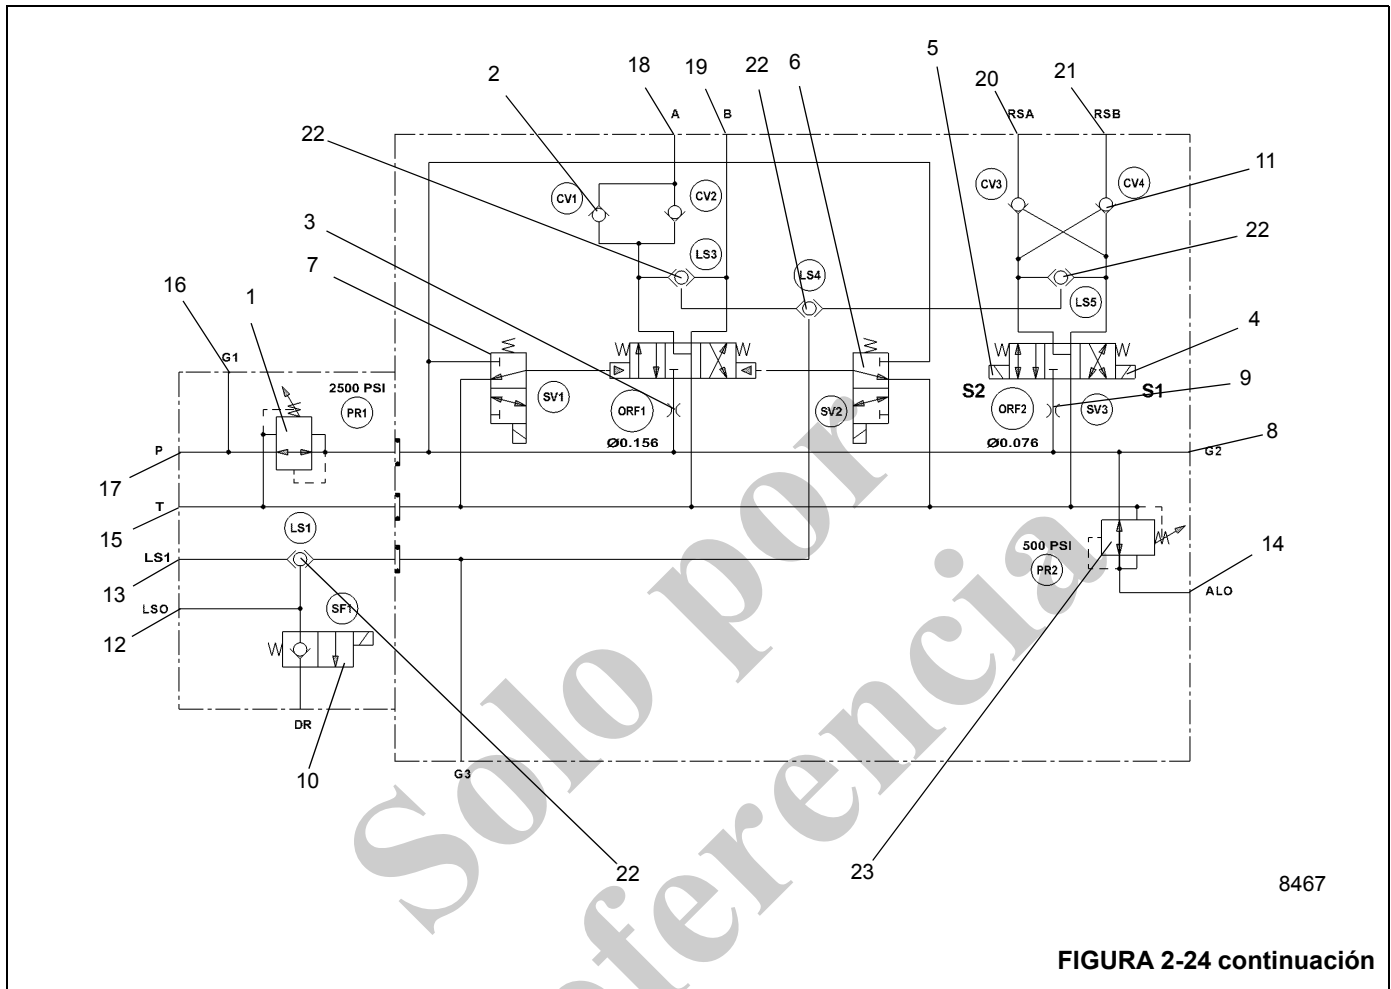 5
2
18
19
22
6
20
21
A
B
RSA
RSB
22
11
CV1
CV2
CV3
CV4
3
22
LS3
LS4
7
16
1
LS5
4
G1
2500 PSI
PR1
SV1
ORF1
SV2
S2
ORF2
SV3
S1
9
Ø0.156
Ø0.076
8
P
G2
17
T
15
LS1
500 PSI
14
LS1
PR2
13
ALO
LSO
SF1
12
DR
10
G3
22
23
Solo por
referencia
8467
FIGURA 2-24 continuación